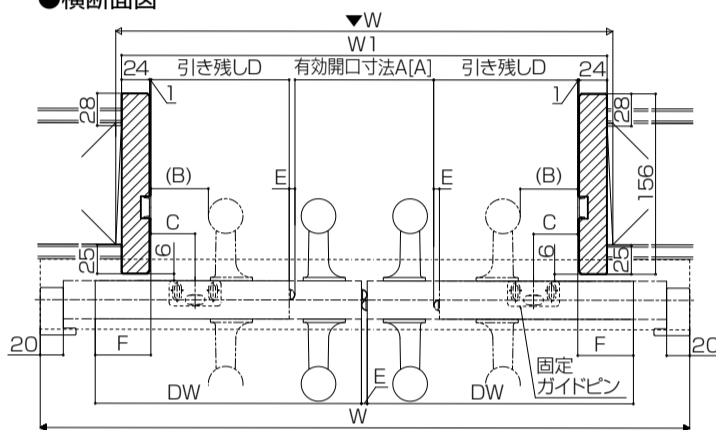 ●横断面図
▼W
W1
24 引き残しD 有効開口寸法A[A] 引き残しD 24
1 1
28 28
(B) E E (B)
156
C C
6 6
25 25
20 F F 20
固定
ガイドピン
DW E DW
W